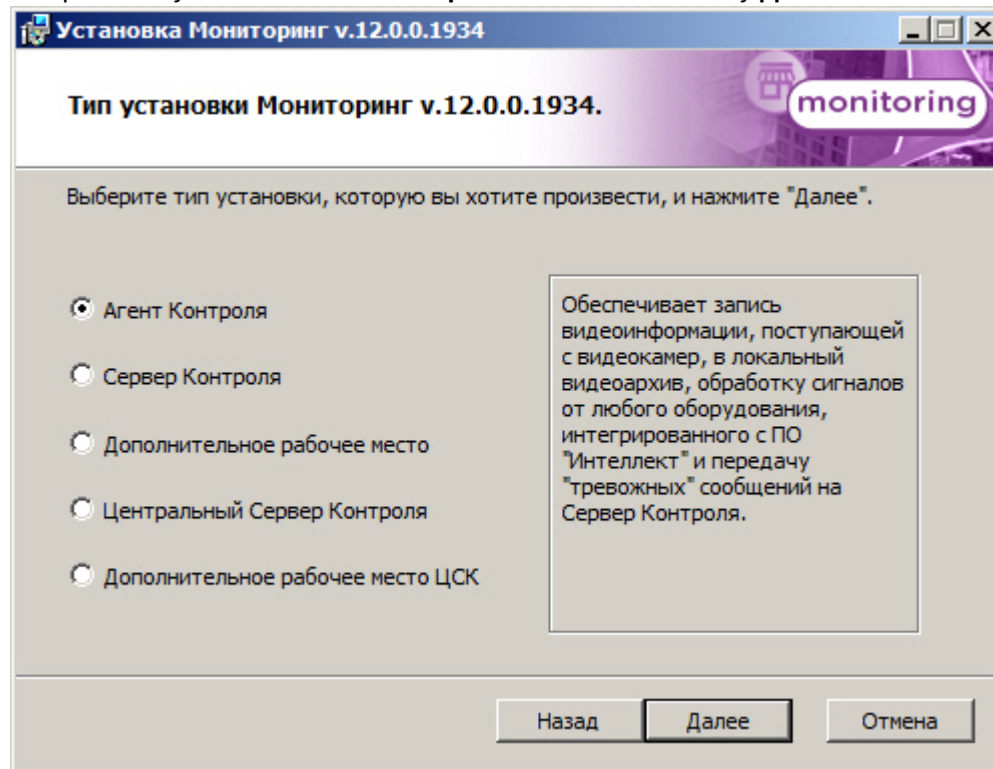 Установка Мониторинг v.12.0.0.1934
Тип установки Мониторинг v.12.0.0.1934.
monitoring
Выберите тип установки, которую вы хотите произвести, и нажмите "Далее".
Агент Контроля
Сервер Контроля
Дополнительное рабочее место
Центральный Сервер Контроля
Дополнительное рабочее место ЦСК
Обеспечивает запись
видеоинформации, поступающей
с видеокамер, в локальный
видеоархив, обработку сигналов
от любого оборудования,
интегрированного с ПО
"Интеллект" и передачу
"тревожных" сообщений на
Сервер Контроля.
Назад
Далее
Отмена